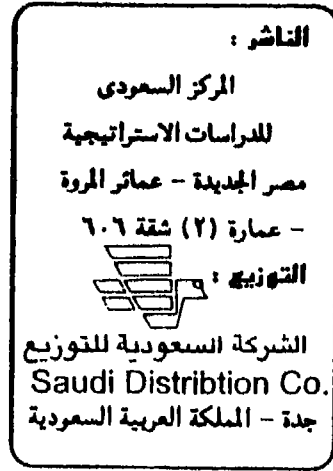 الناشر :
المركز السعودى
للدراسات الاستراتيجية
مصر الجديدة - عمائر المروة
- عمارة (٢) شقة ٦٠٦
التوزيع :
الشركة السعودية للتوزيع
Saudi Distribtion Co.
جدة - المملكة العربية السعودية